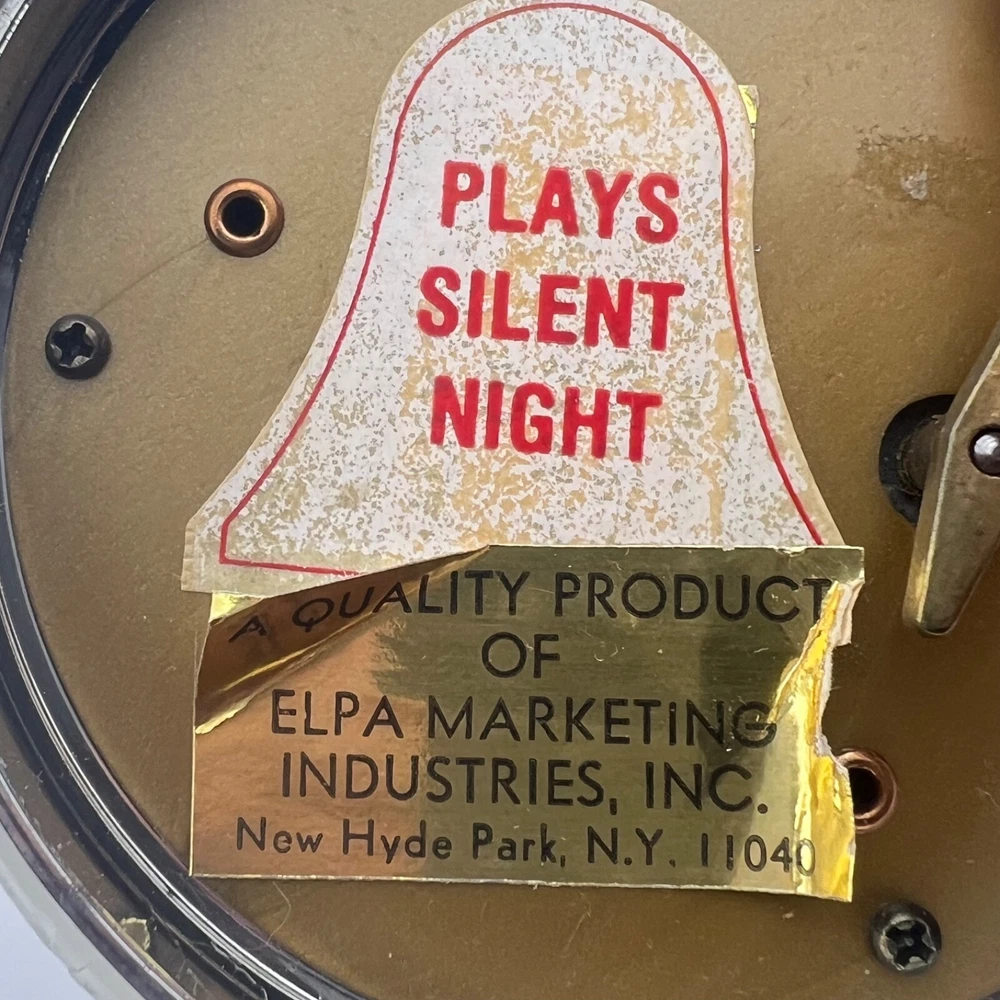 PLAYS
SILENT
NIGHT
A QUALITY PRODUCT
OF
ELPA MARKETING
INDUSTRIES, INC.
New Hyde Park, N.Y. 11040